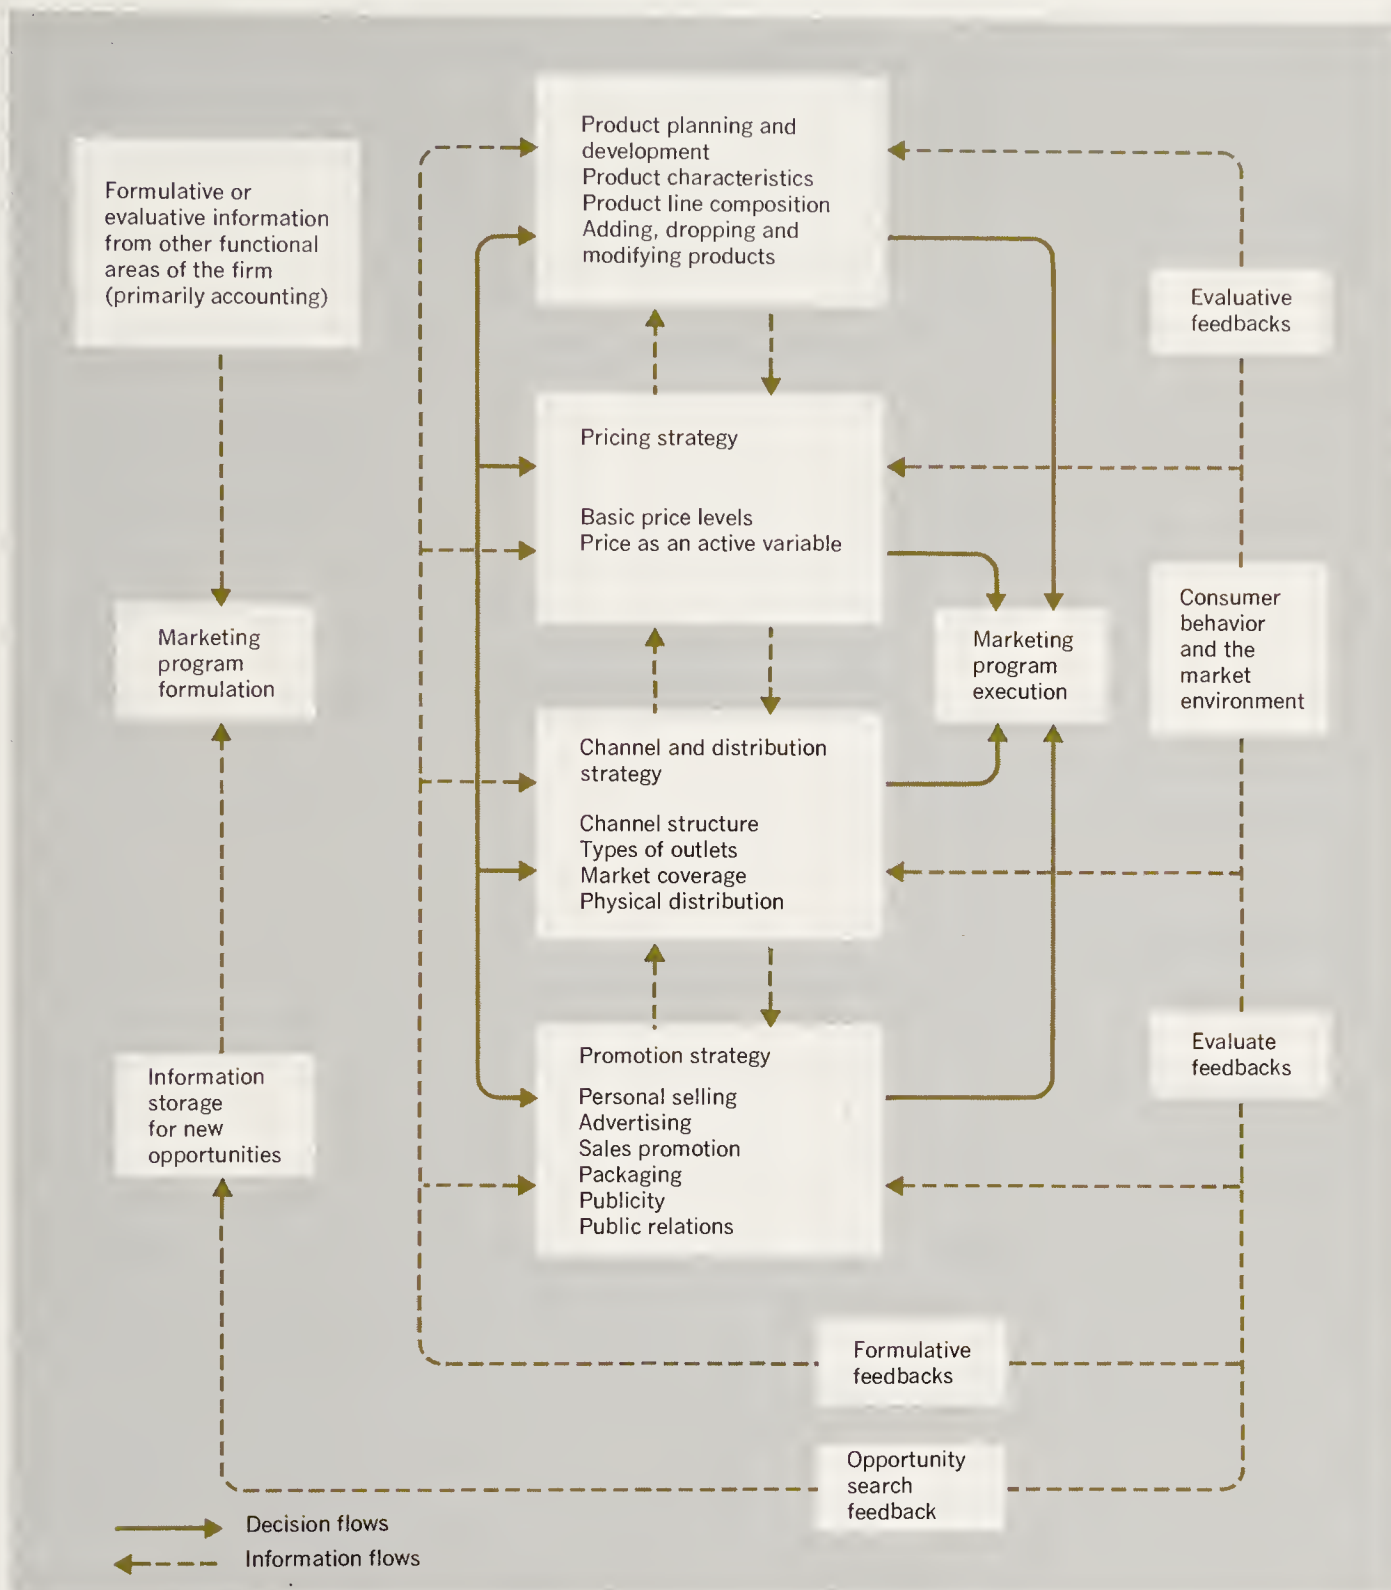 Formulative or
evaluative information
from other functional
areas of the firm
(primarily accounting)
Marketing
program
formulation
Information
storage
for new
opportunities
Product planning and
development
Product characteristics
Product line composition
Adding, dropping and
modifying products
Pricing strategy
Basic price levels
Price as an active variable
Channel and distribution
strategy
Channel structure
Types of outlets
Market coverage
Physical distribution
Promotion strategy
Personal selling
Advertising
Sales promotion
Packaging
Publicity
Public relations
Marketing
program
execution
Evaluative
feedbacks
Consumer
behavior
and the
market
environment
Evaluate
feedbacks
Formulative
feedbacks
Opportunity
search
feedback
Decision flows
Information flows